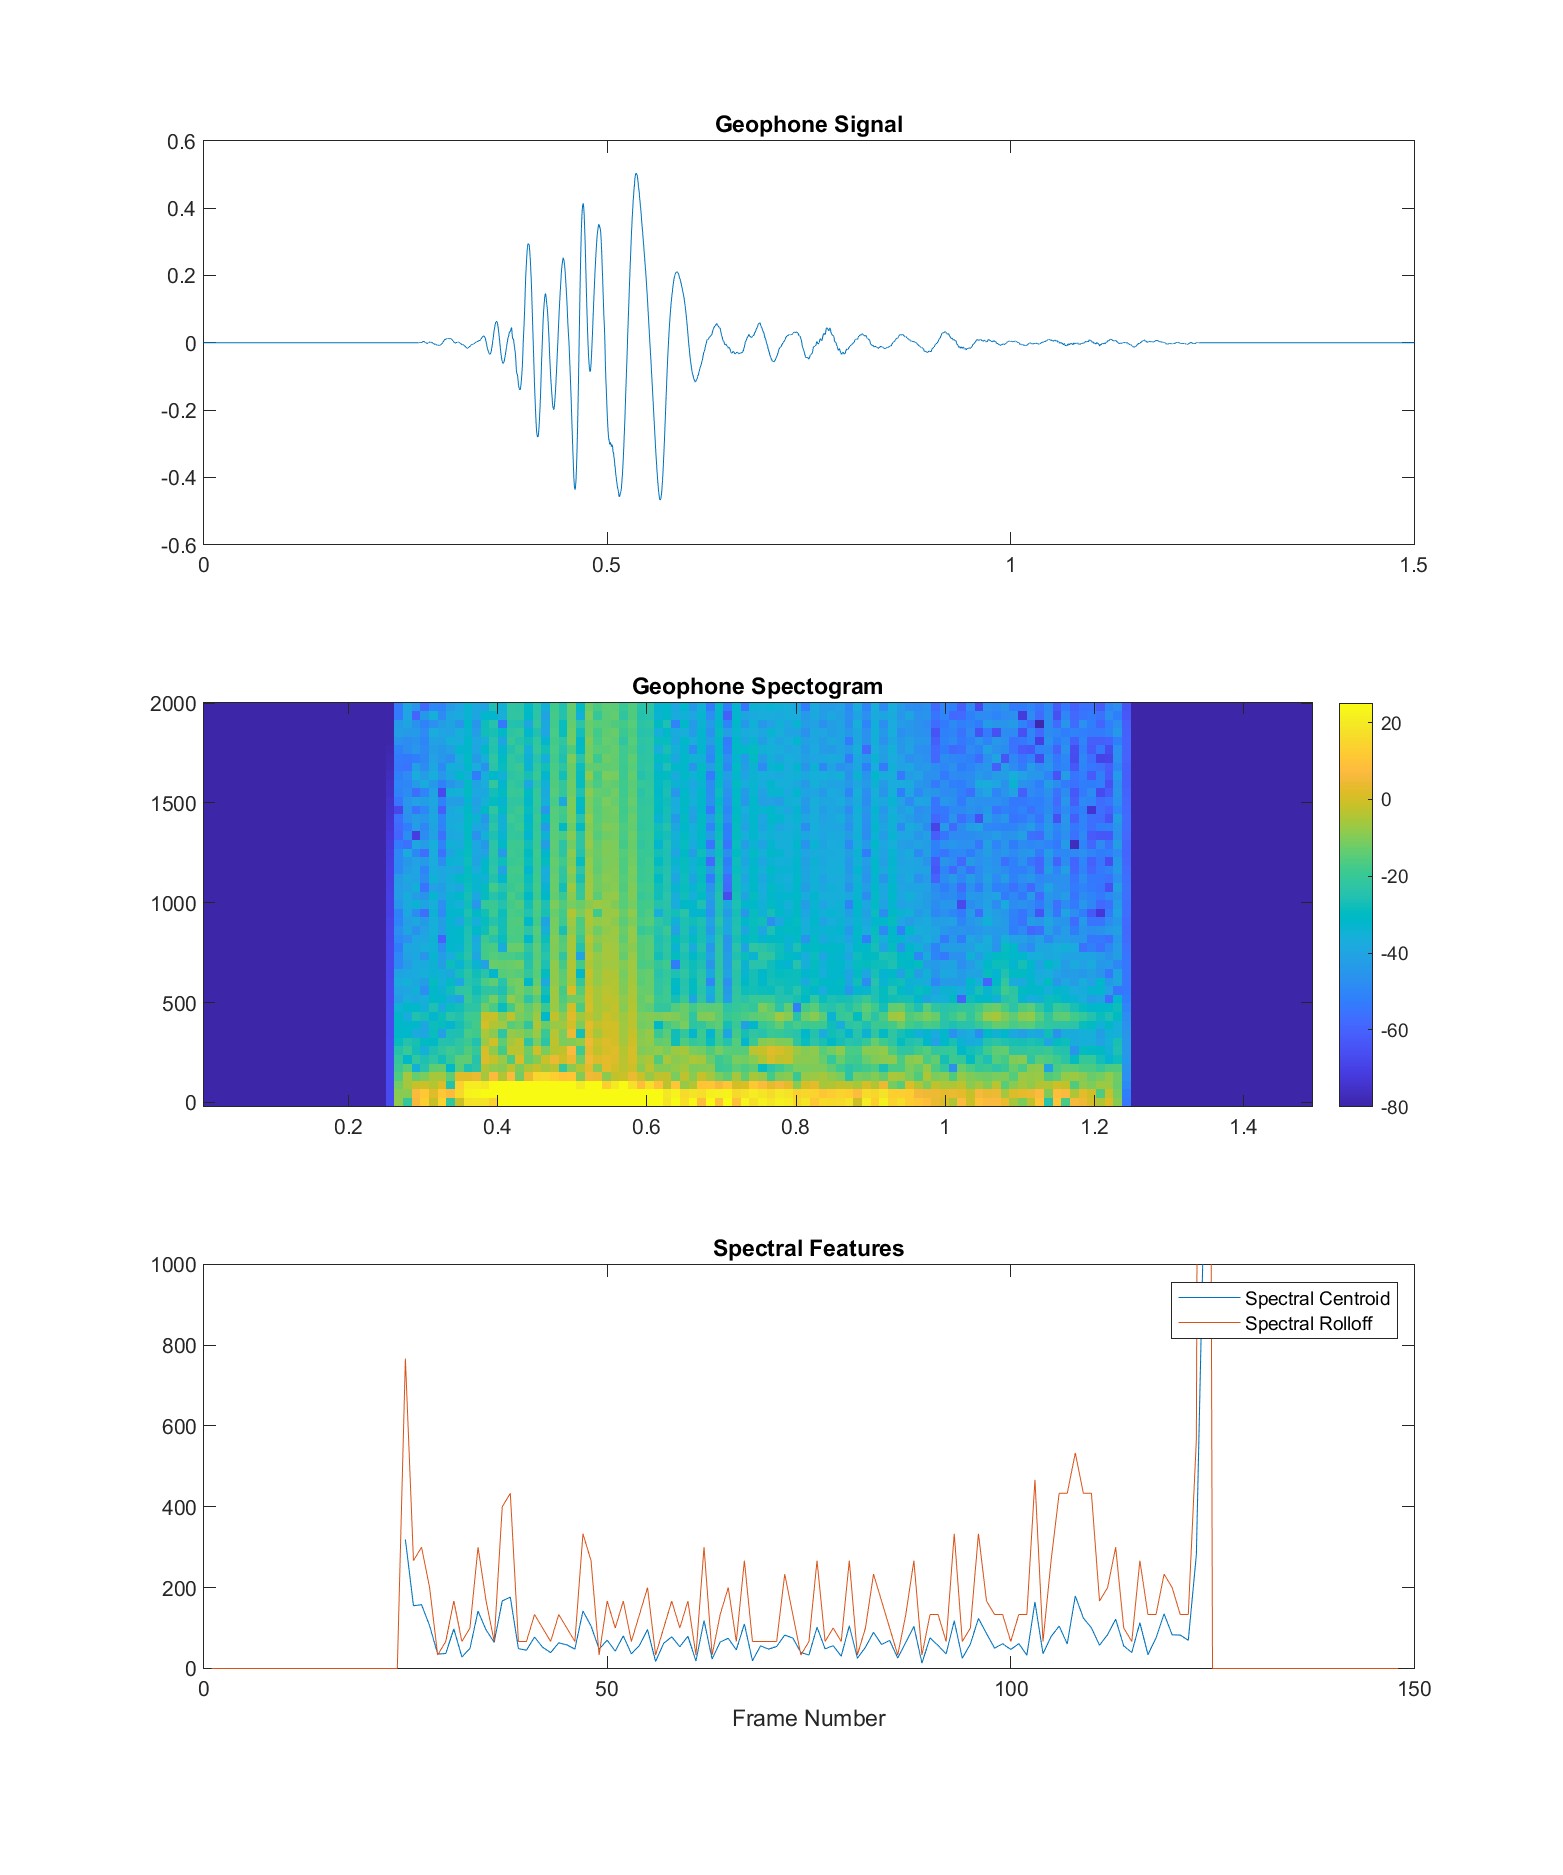 Geophone Signal
0.6
0.4
0.2
0
-0.2
-0.4
-0.6
0 0.5 1 1.5
Geophone Spectogram
2000
1500
1000
500
0
0.2 0.4 0.6 0.8 1 1.2 1.4
20
0
-20
-40
-60
-80
Spectral Features
1000
800
600
400
200
0
Spectral Centroid
Spectral Rolloff
0 50 100 150
Frame Number